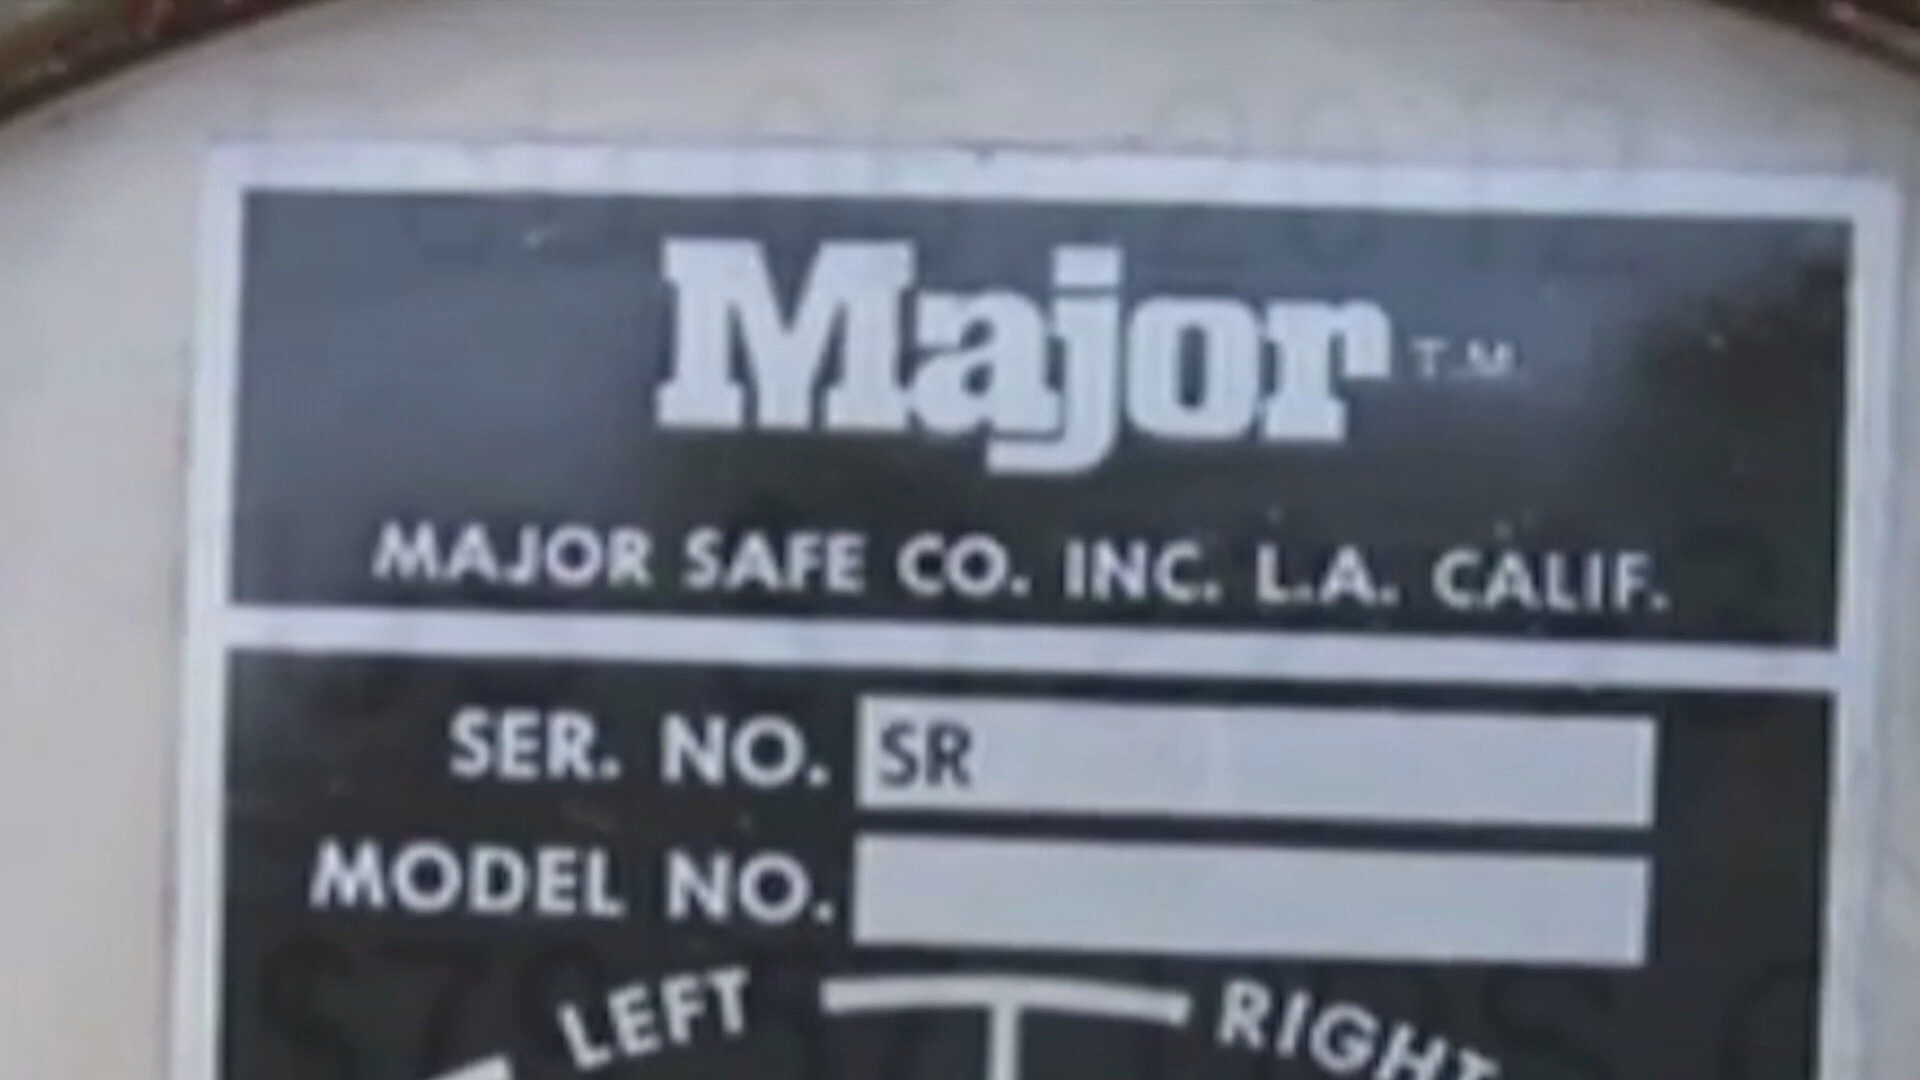 Major T.M.
MAJOR SAFE CO. INC. L.A. CALIF.
SER. NO. SR
MODEL NO.
LEFT RIGHT